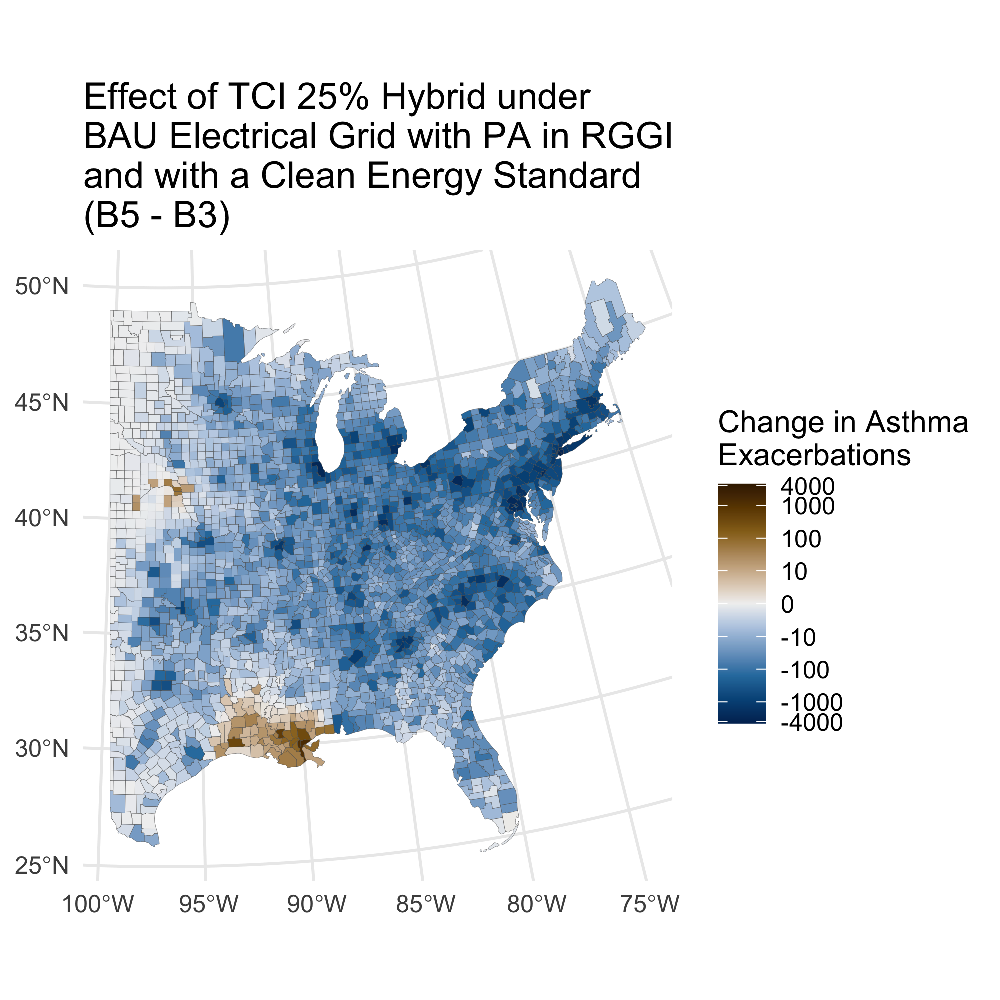 Effect of TCI 25% Hybrid under
BAU Electrical Grid with PA in RGGI
and with a Clean Energy Standard
(B5 - B3)
50°N
45°N
40°N
35°N
30°N
25°N
100°W
95°W
90°W
85°W
80°W
75°W
Change in Asthma
Exacerbations
4000
1000
100
10
0
-10
-100
-1000
-4000